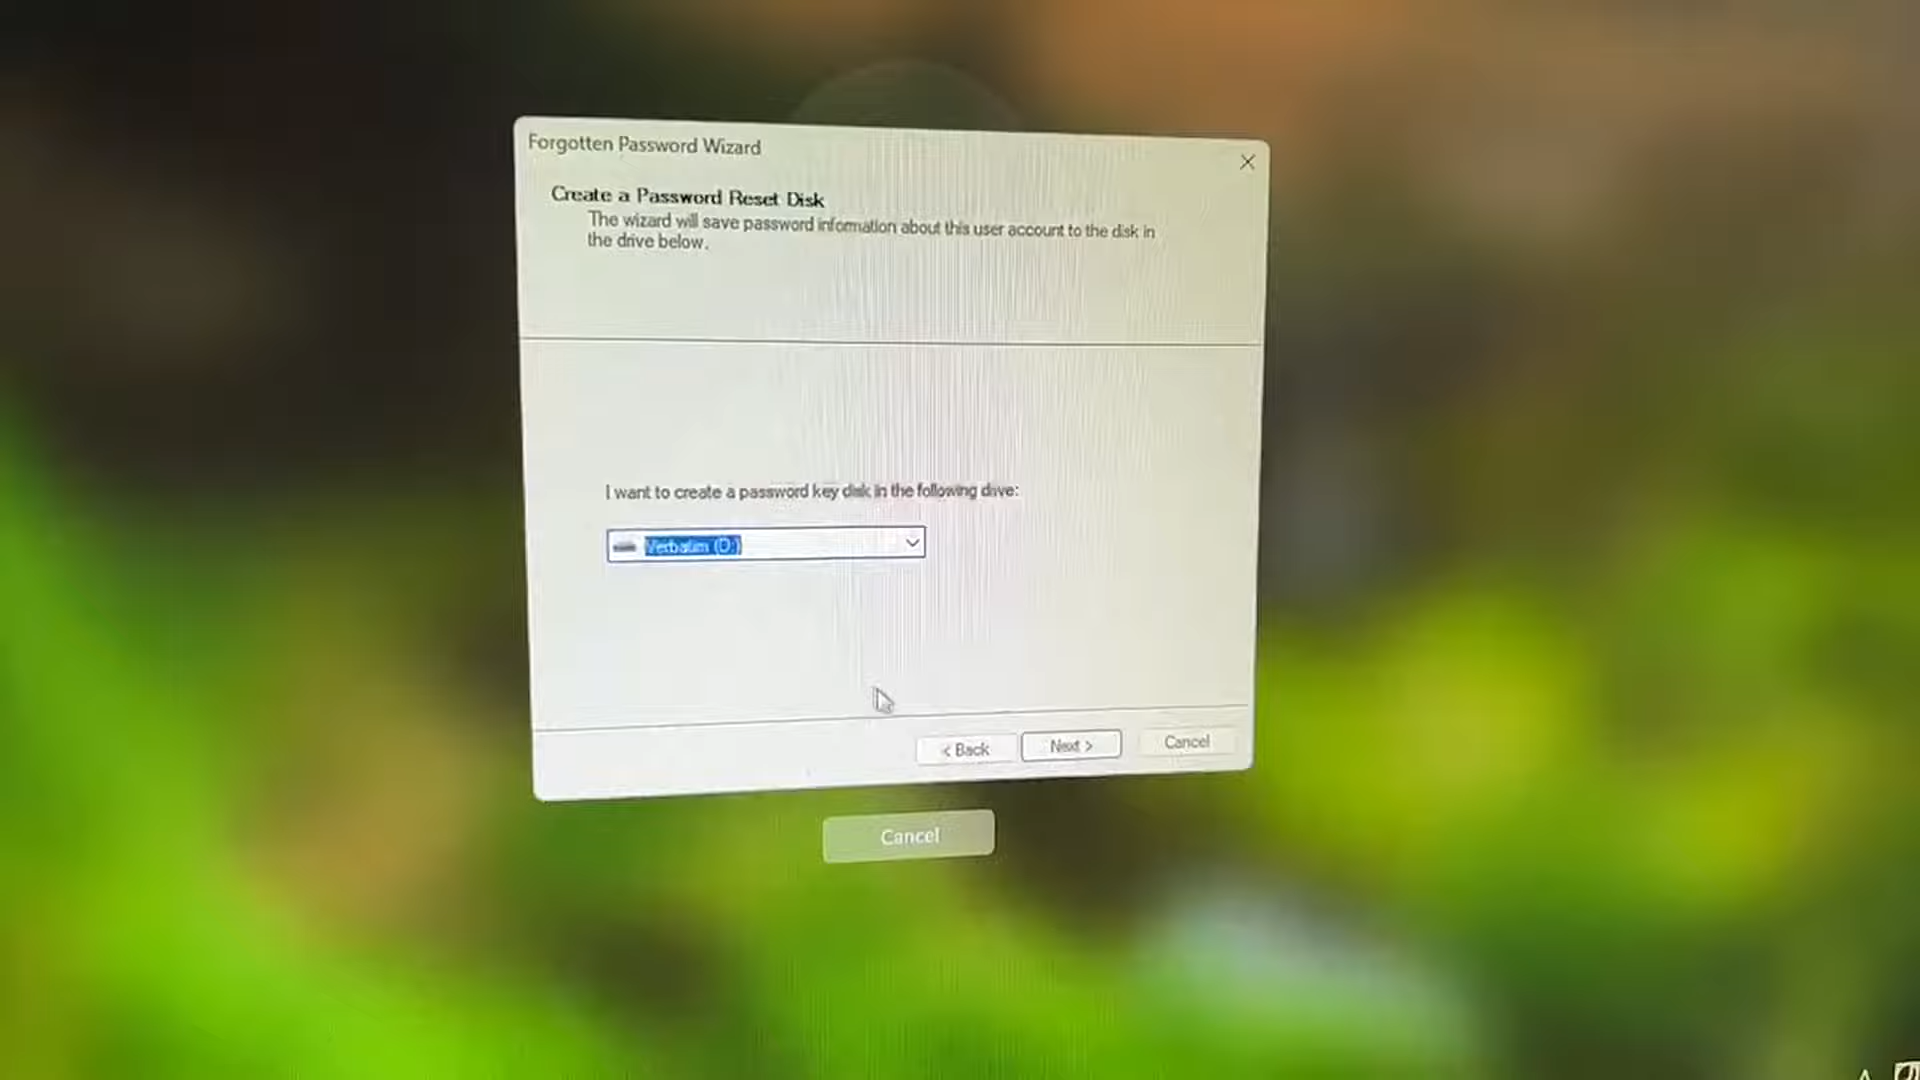 Forgotten Password Wizard
Create a Password Reset Disk
The wizard will save password information about this user account to the disk in
the drive below.
I want to create a password key disk in the following drive:
Verbatim (D:)
< Back
Next >
Cancel
Cancel